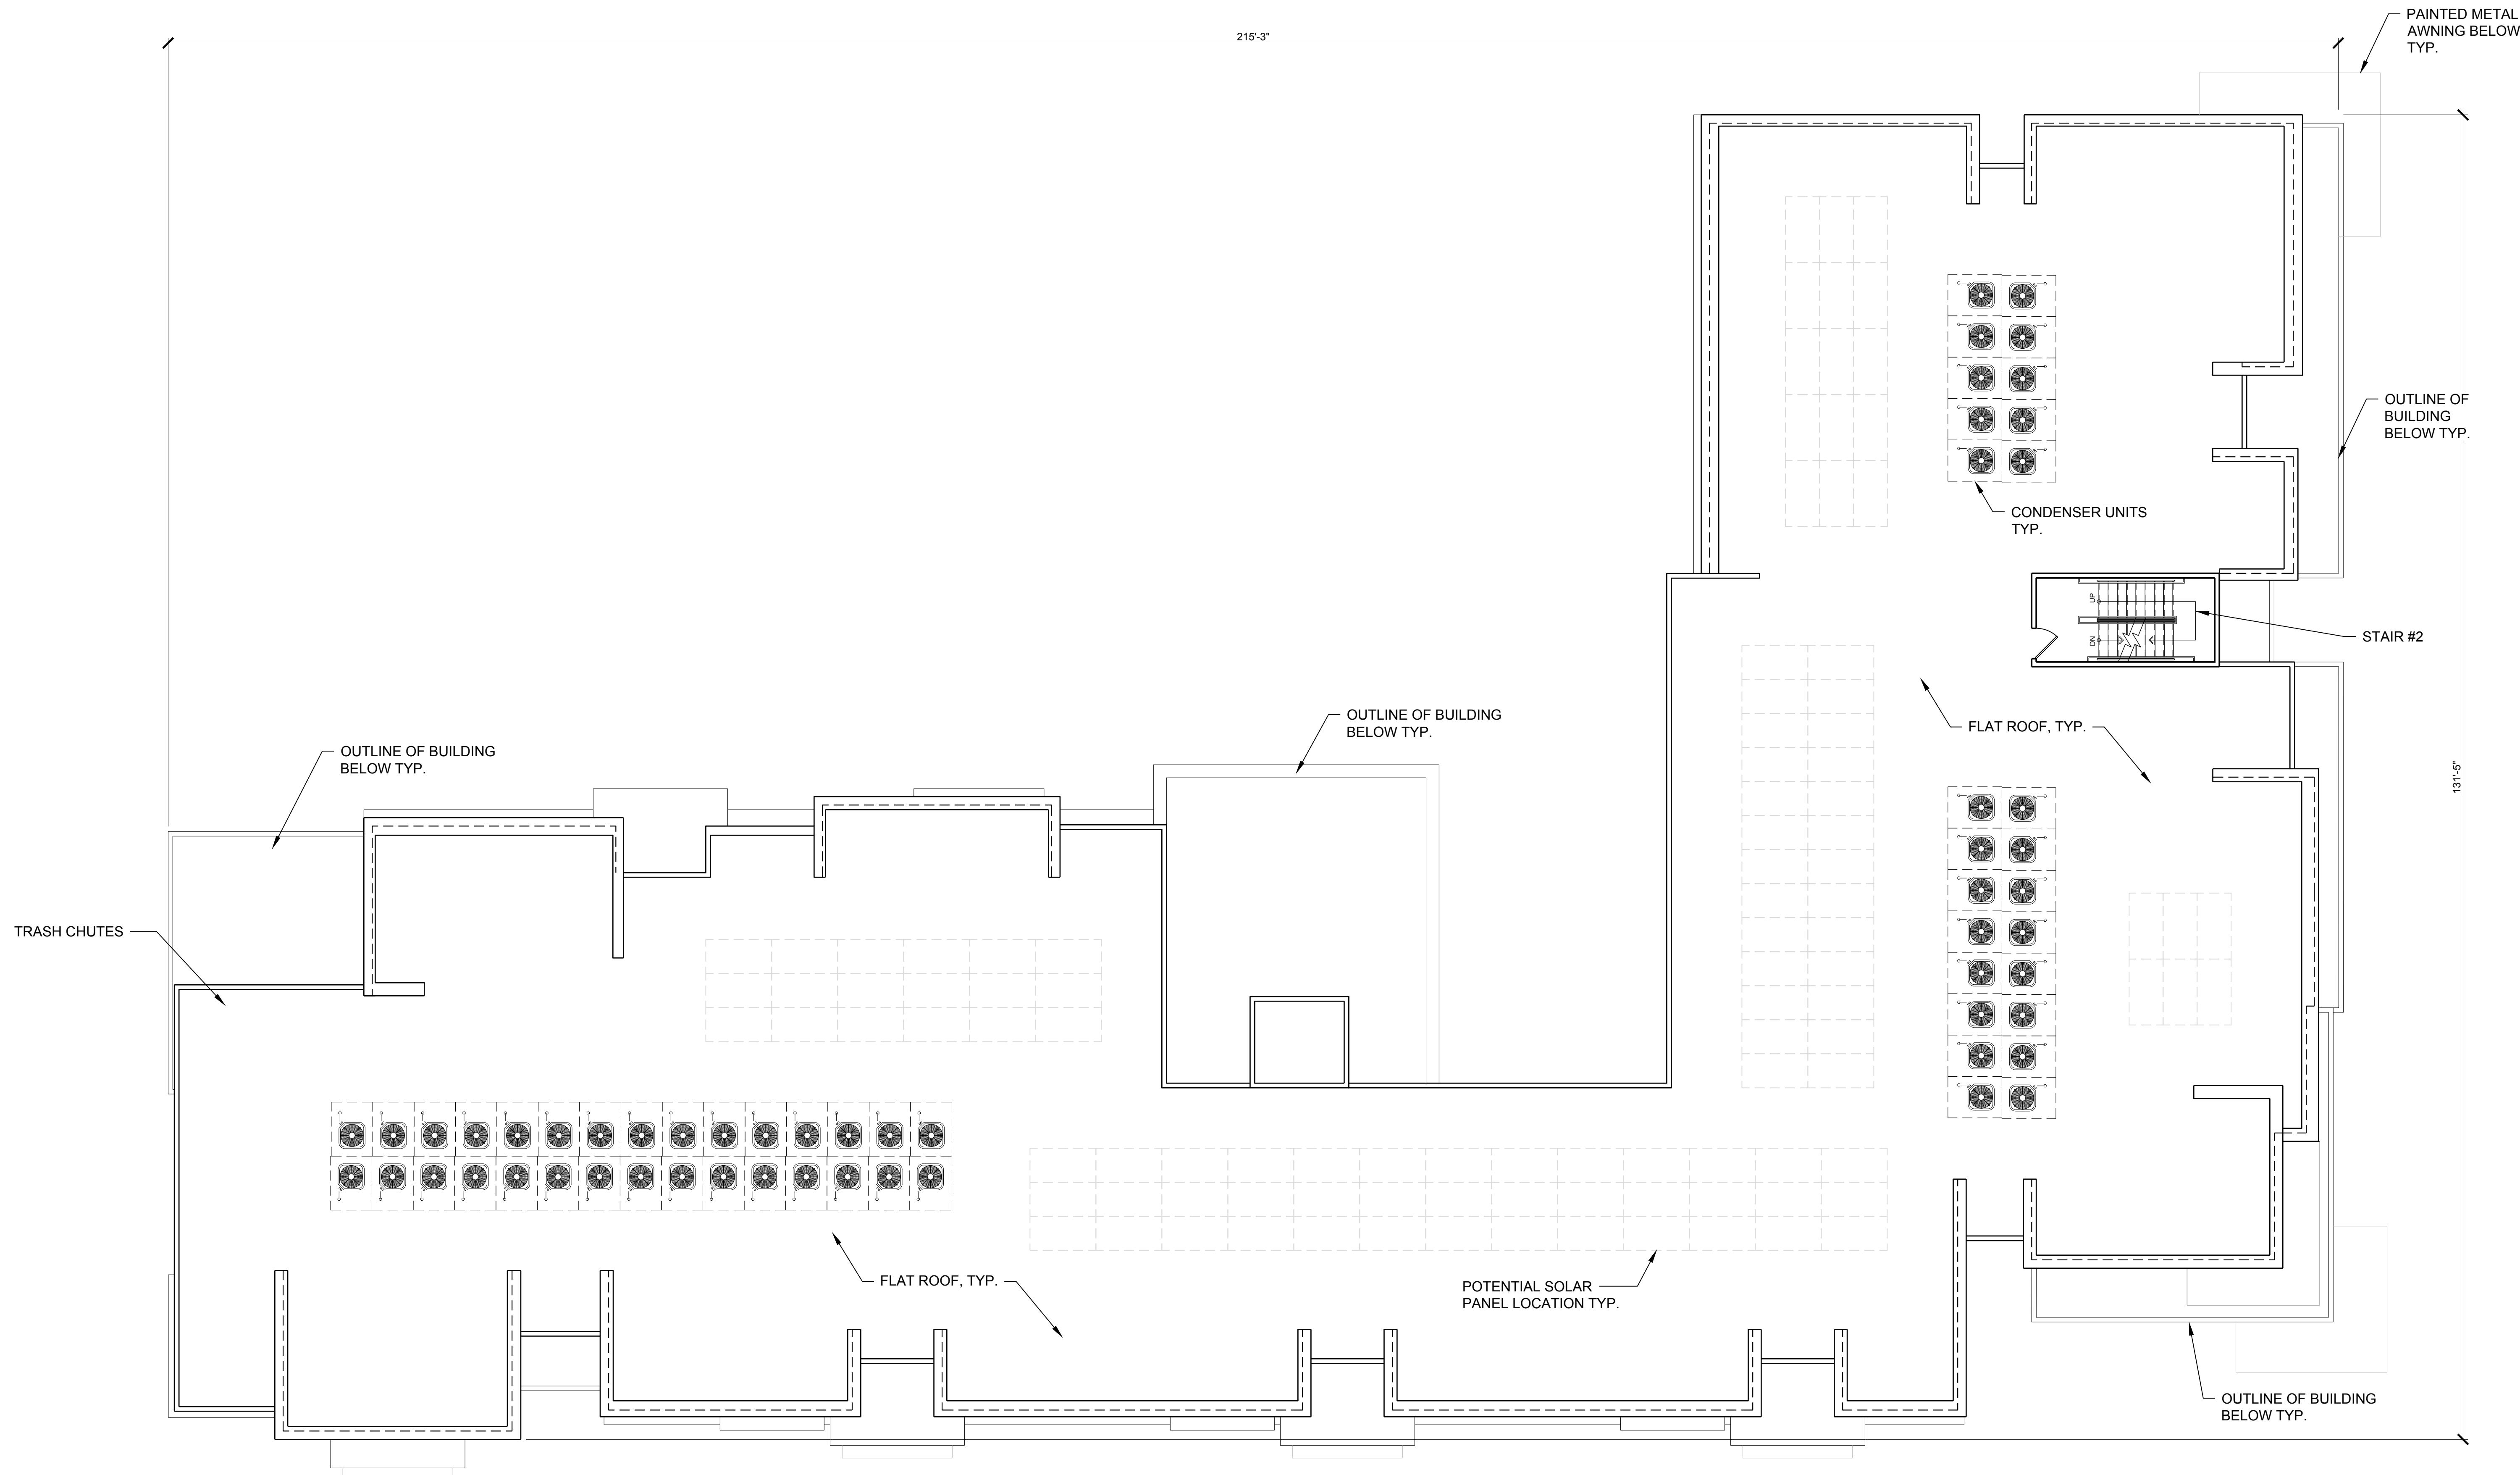 PAINTED METAL
AWNING BELOW
TYP.
215'-3"
OUTLINE OF
BUILDING
BELOW TYP.
CONDENSER UNITS
TYP.
UP
DN
STAIR #2
OUTLINE OF BUILDING
BELOW TYP.
FLAT ROOF, TYP.
OUTLINE OF BUILDING
BELOW TYP.
131'-5"
TRASH CHUTES
FLAT ROOF, TYP.
POTENTIAL SOLAR
PANEL LOCATION TYP.
OUTLINE OF BUILDING
BELOW TYP.